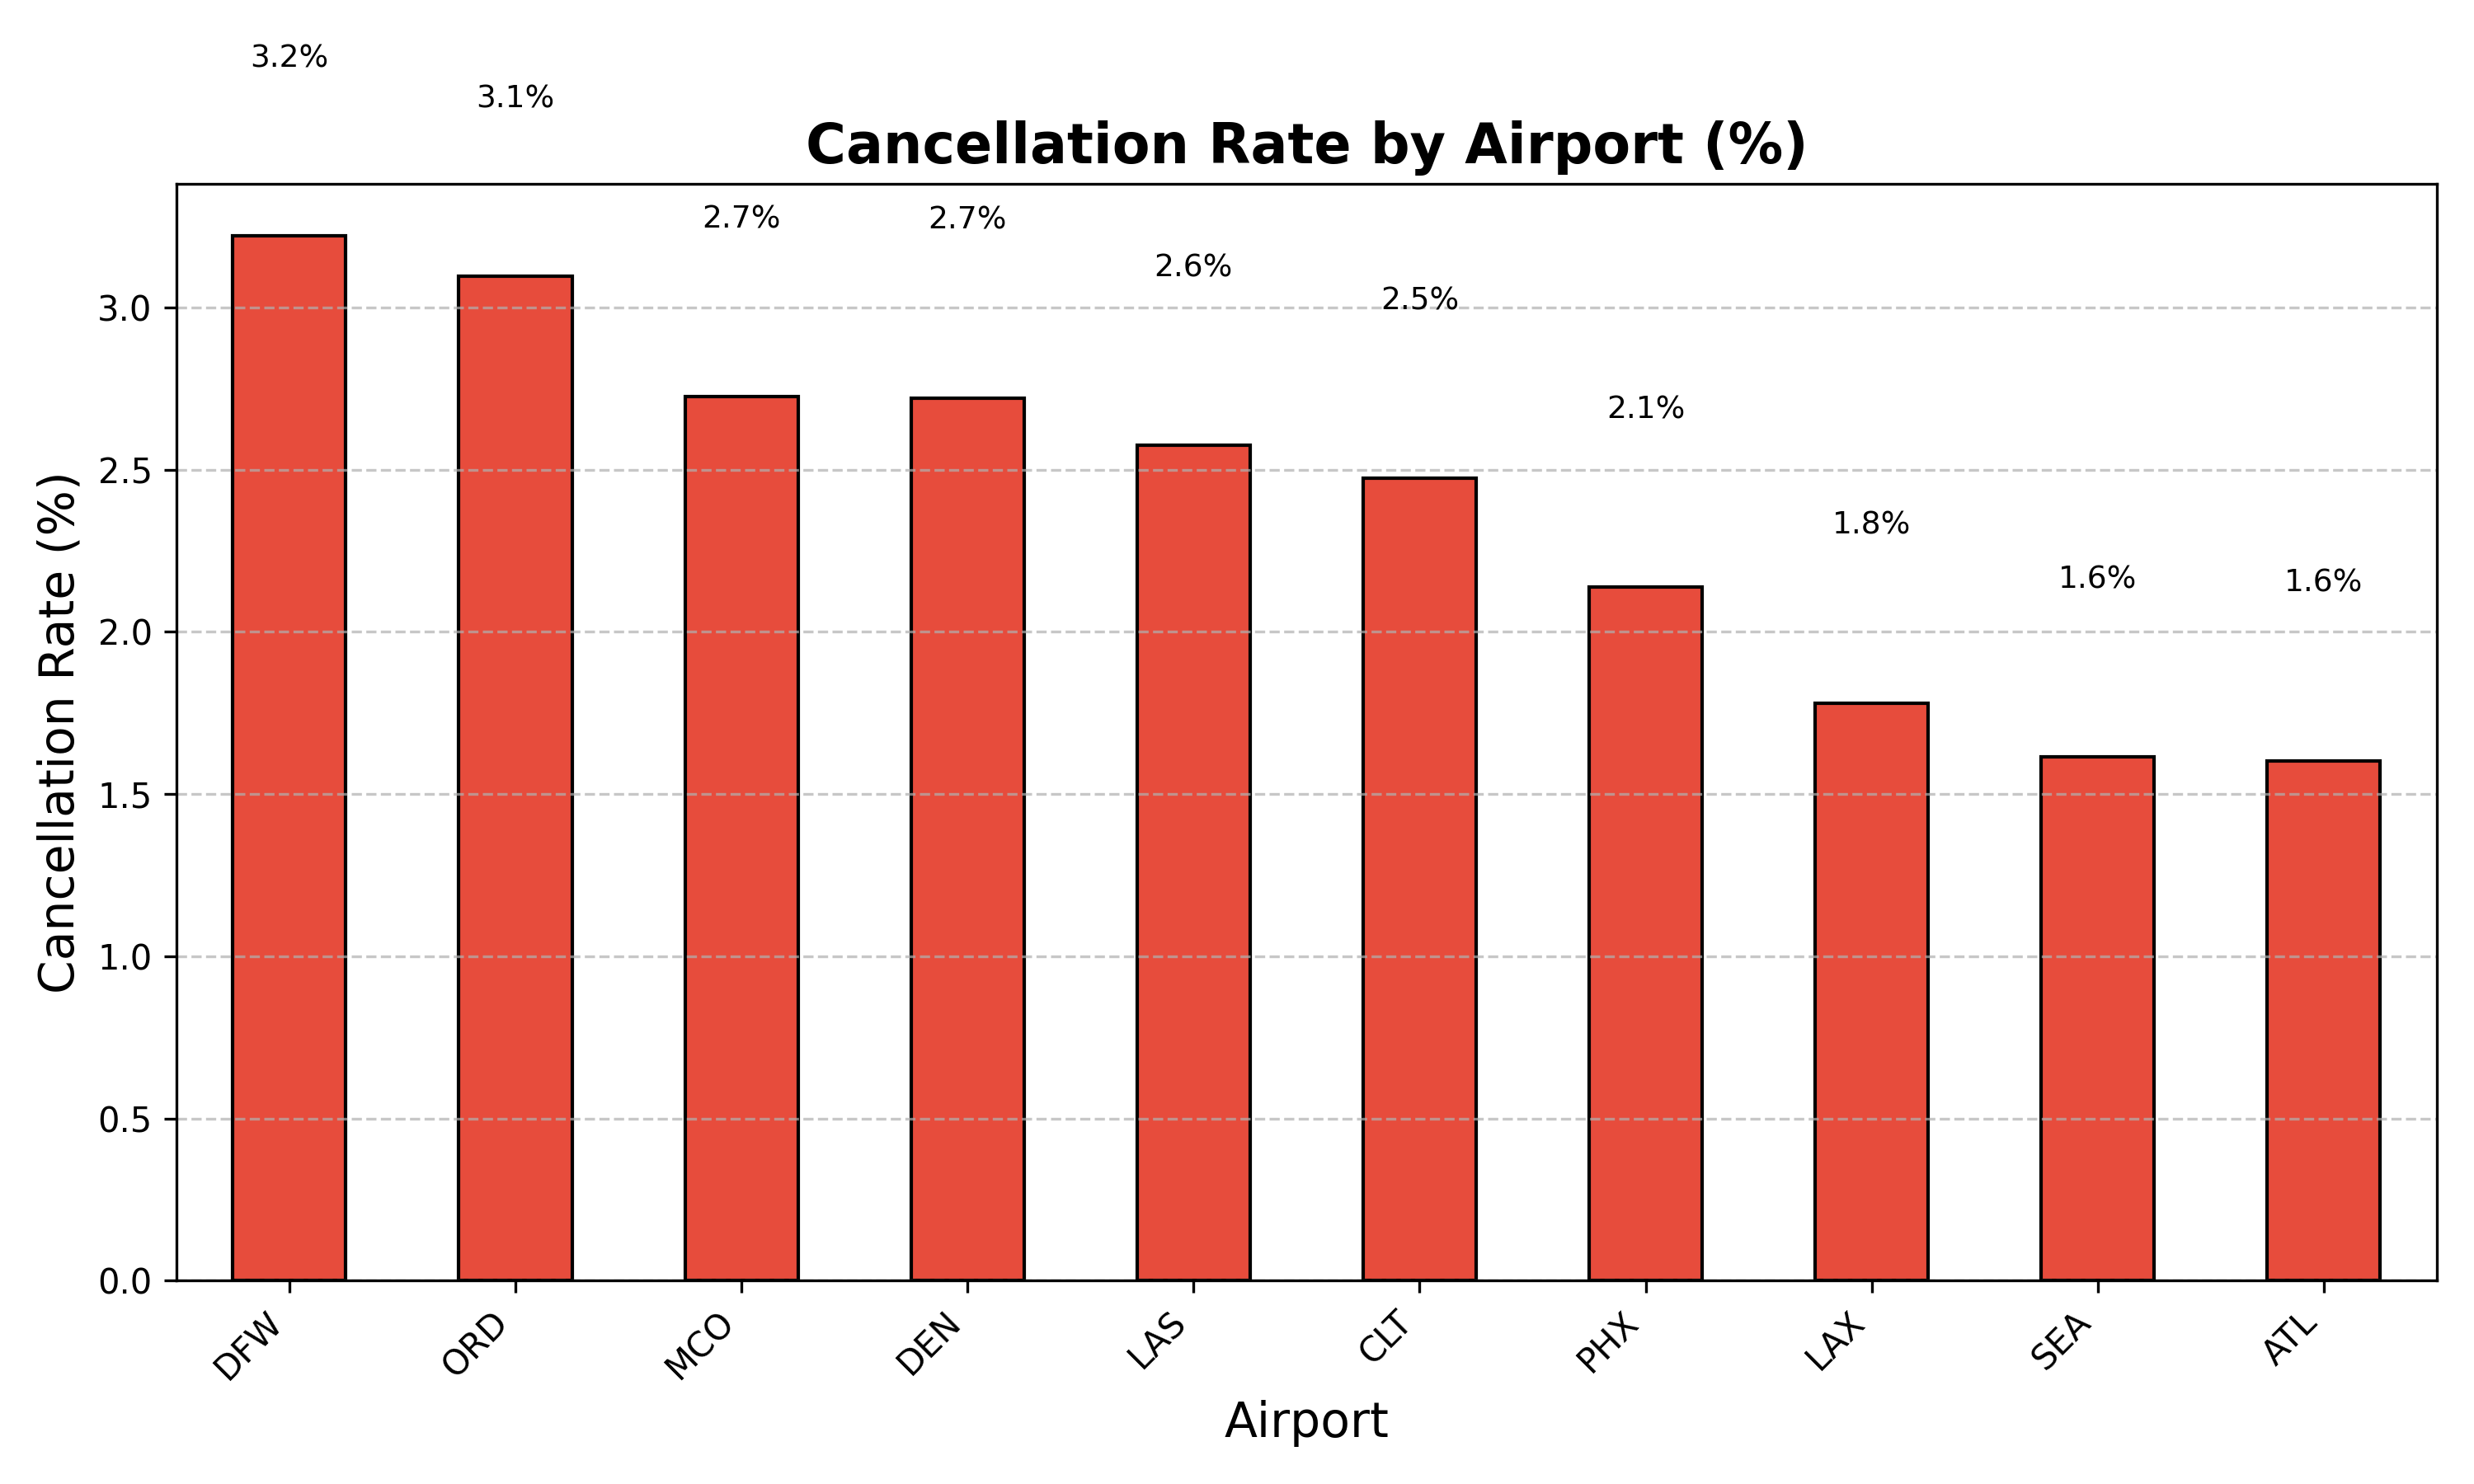 3.2%
3.1%
Cancellation Rate by Airport (%)
2.7%
2.7%
2.6%
2.5%
2.1%
1.8%
1.6%
1.6%
Cancellation Rate (%)
3.0
2.5
2.0
1.5
1.0
0.5
0.0
DFW
ORD
MCO
DEN
LAS
CLT
PHX
LAX
SEA
ATL
Airport